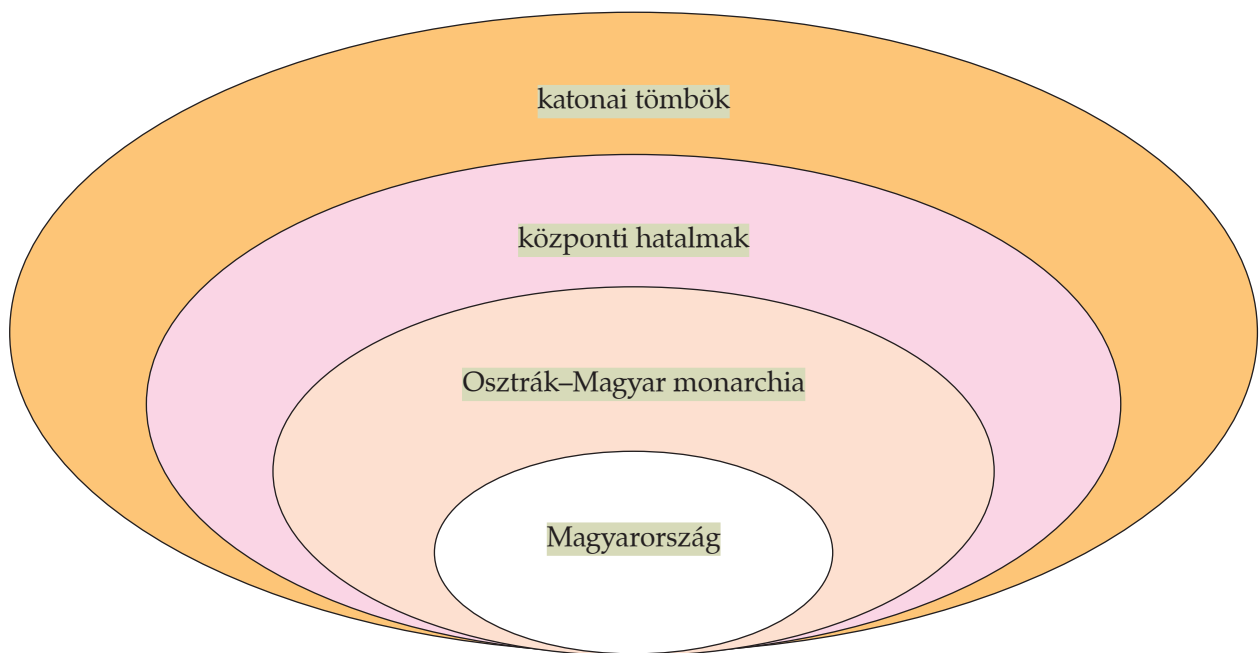 katonai tömbök
központi hatalmak
Osztrák–Magyar monarchia
Magyarország